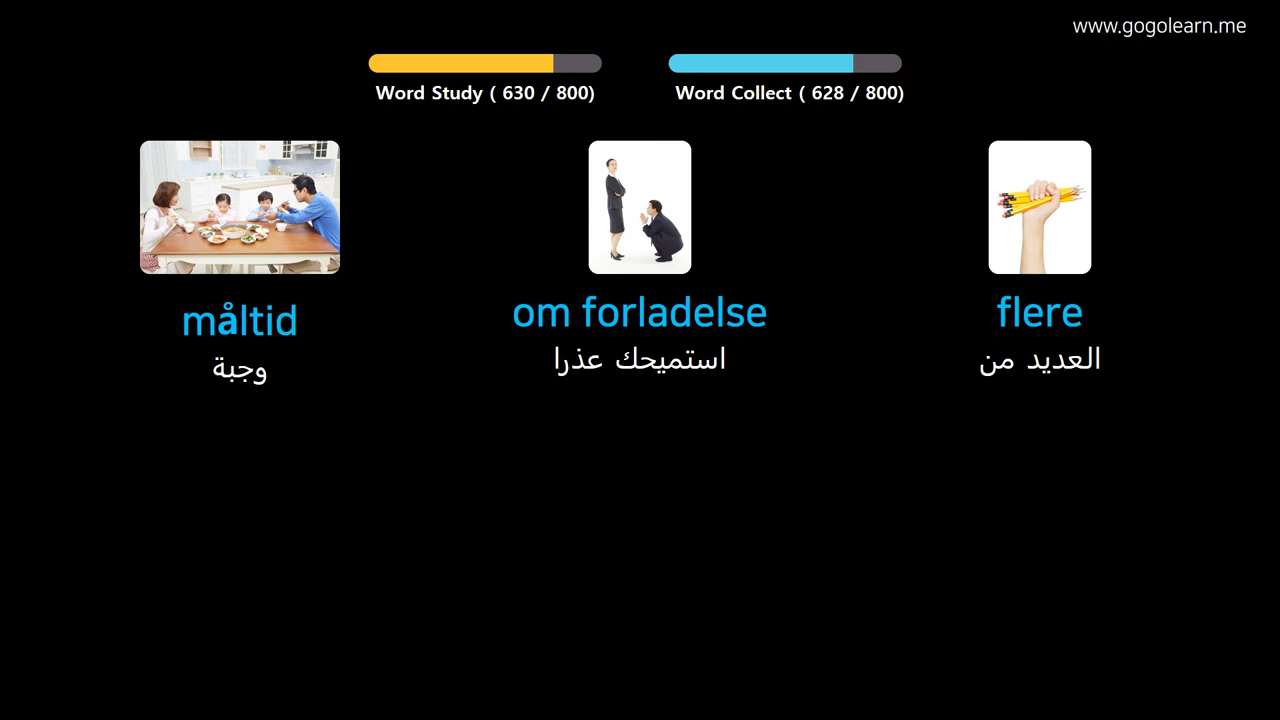 www.gogolearn.me
Word Study ( 630 / 800)
Word Collect ( 628 / 800)
måltid
وجبة
om forladelse
استميحك عذرا
flere
العديد من